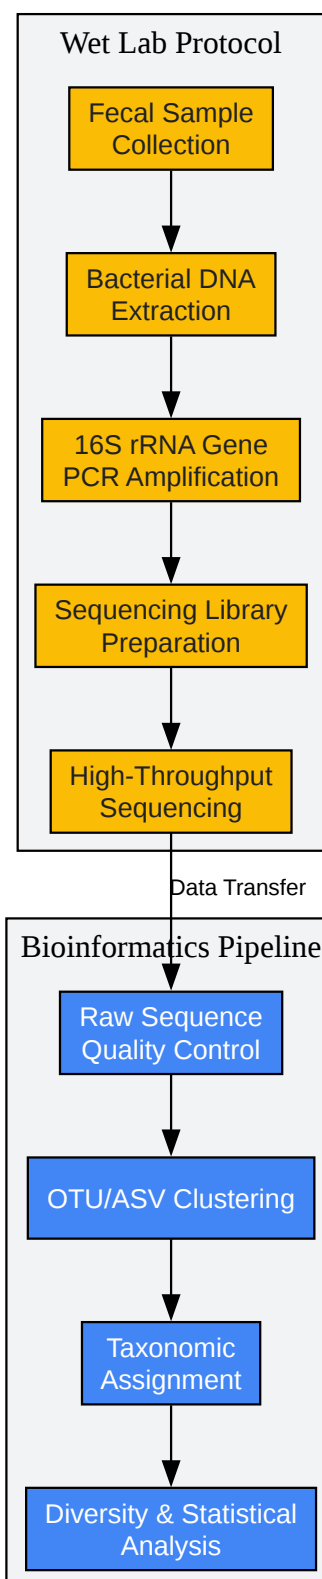 Wet Lab Protocol
Fecal Sample
Collection
Bacterial DNA
Extraction
16S rRNA Gene
PCR Amplification
Sequencing Library
Preparation
High-Throughput
Sequencing
Data Transfer
Bioinformatics Pipeline
Raw Sequence
Quality Control
OTU/ASV Clustering
Taxonomic
Assignment
Diversity & Statistical
Analysis